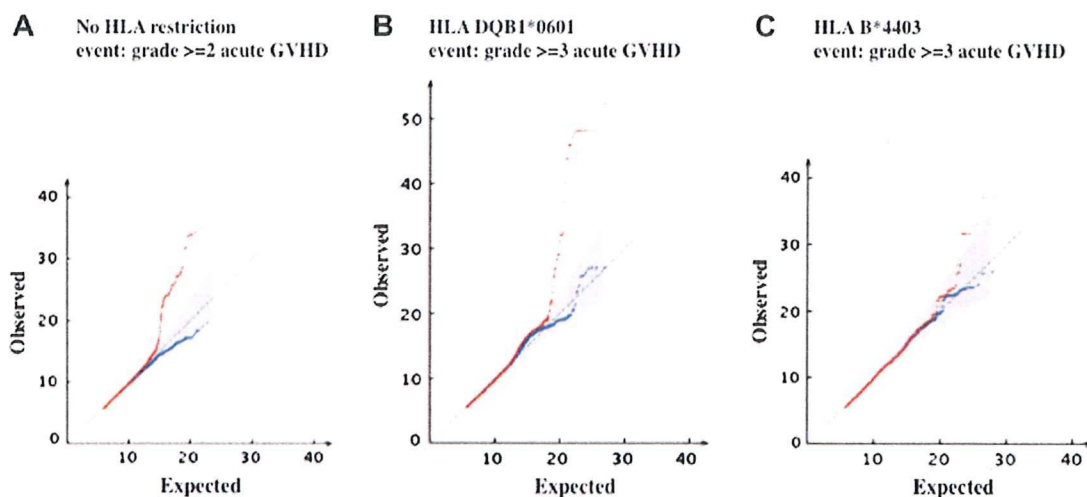 A No HLA restriction
event: grade >=2 acute GVHD
40
30
20
10
0
Observed
10 20 30 40
Expected
B HLA DQB1*0601
event: grade >=3 acute GVHD
50
40
30
20
10
0
Observed
10 20 30 40
Expected
C HLA B*4403
event: grade >=3 acute GVHD
40
30
20
10
0
Observed
10 20 30 40
Expected